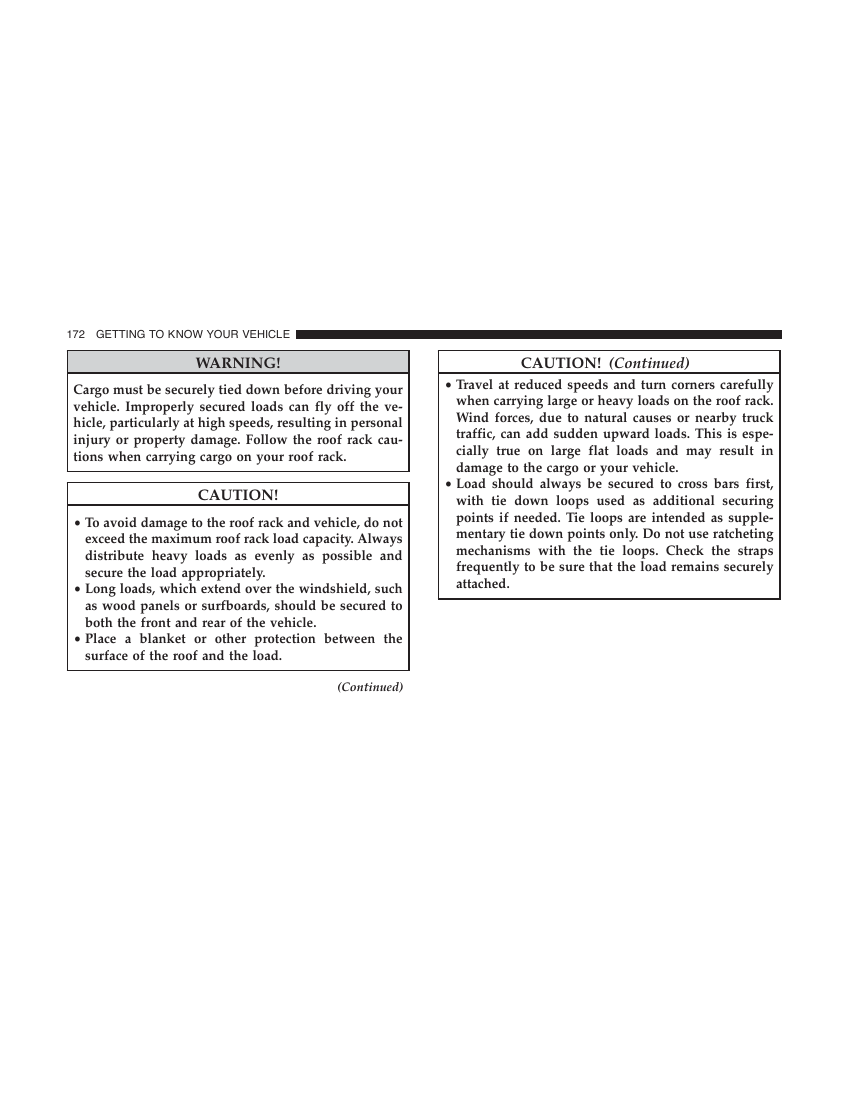 172 GETTING TO KNOW YOUR VEHICLE
WARNING!
Cargo must be securely tied down before driving your
vehicle. Improperly secured loads can fly off the ve-
hicle, particularly at high speeds, resulting in personal
injury or property damage. Follow the roof rack cau-
tions when carrying cargo on your roof rack.
CAUTION!
• To avoid damage to the roof rack and vehicle, do not
exceed the maximum roof rack load capacity. Always
distribute heavy loads as evenly as possible and
secure the load appropriately.
• Long loads, which extend over the windshield, such
as wood panels or surfboards, should be secured to
both the front and rear of the vehicle.
• Place a blanket or other protection between the
surface of the roof and the load.
(Continued)
CAUTION! (Continued)
• Travel at reduced speeds and turn corners carefully
when carrying large or heavy loads on the roof rack.
Wind forces, due to natural causes or nearby truck
traffic, can add sudden upward loads. This is espe-
cially true on large flat loads and may result in
damage to the cargo or your vehicle.
• Load should always be secured to cross bars first,
with tie down loops used as additional securing
points if needed. Tie loops are intended as supple-
mentary tie down points only. Do not use ratcheting
mechanisms with the tie loops. Check the straps
frequently to be sure that the load remains securely
attached.